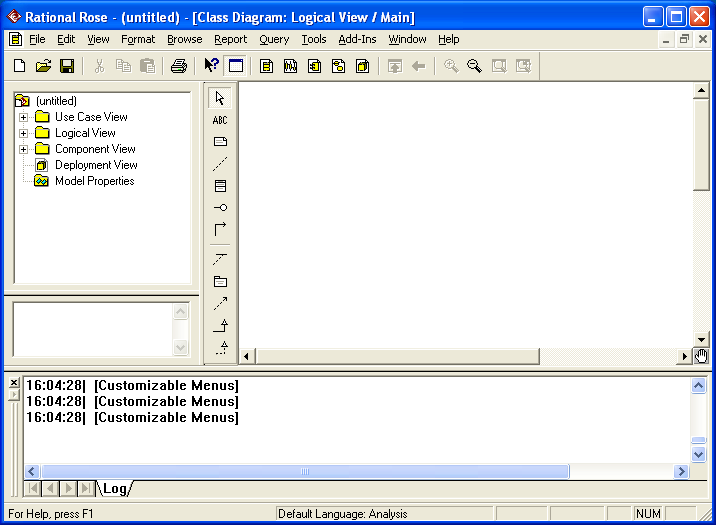 Rational Rose - (untitled) - [Class Diagram: Logical View / Main]
File Edit View Format Browse Report Query Tools Add-Ins Window Help
(untitled)
Use Case View
Logical View
Component View
Deployment View
Model Properties
ABC
16:04:28| [Customizable Menus]
16:04:28| [Customizable Menus]
16:04:28| [Customizable Menus]
Log
For Help, press F1 Default Language: Analysis NUM